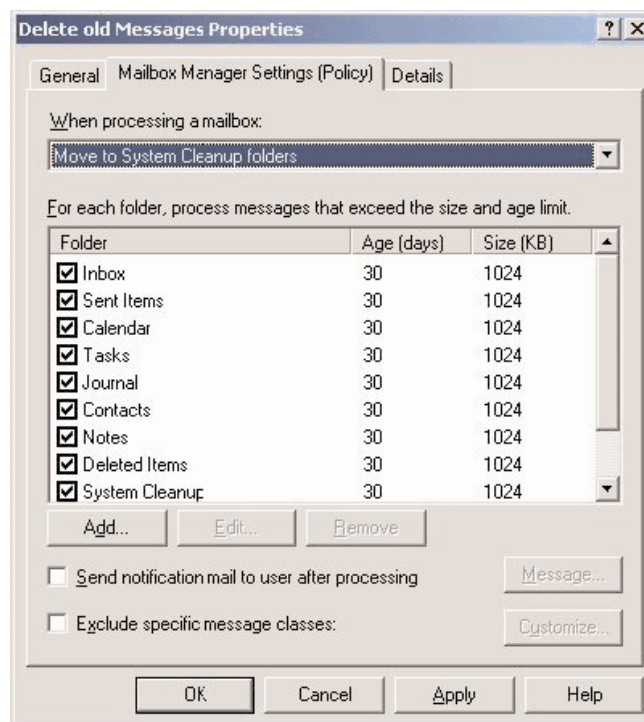 Delete old Messages Properties
General Mailbox Manager Settings (Policy) Details
When processing a mailbox:
Move to System Cleanup folders
For each folder, process messages that exceed the size and age limit.
Folder Age (days) Size (KB)
Inbox 30 1024
Sent Items 30 1024
Calendar 30 1024
Tasks 30 1024
Journal 30 1024
Contacts 30 1024
Notes 30 1024
Deleted Items 30 1024
System Cleanup 30 1024
Add... Edit... Remove
Send notification mail to user after processing Message...
Exclude specific message classes: Customize...
OK Cancel Apply Help